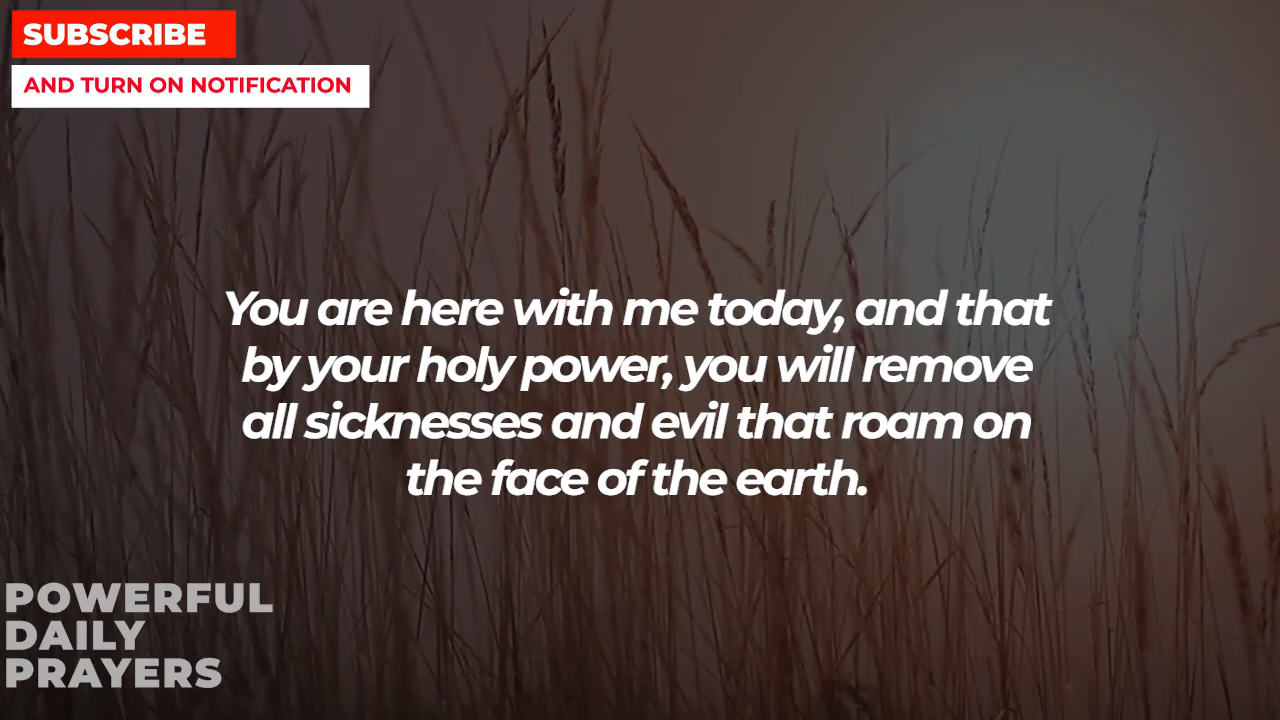 SUBSCRIBE
AND TURN ON NOTIFICATION
You are here with me today, and that
by your holy power, you will remove
all sicknesses and evil that roam on
the face of the earth.
POWERFUL
DAILY
PRAYERS